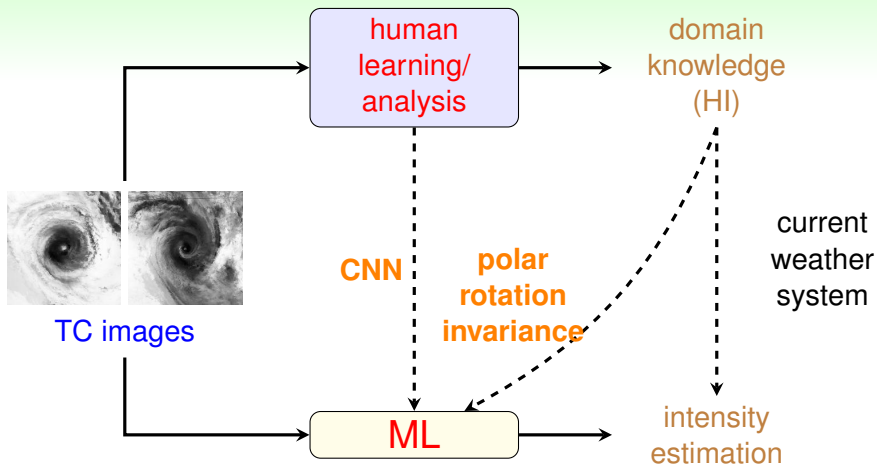 human
learning/
analysis
domain
knowledge
(HI)
CNN
polar
rotation
invariance
current
weather
system
TC images
ML
intensity
estimation